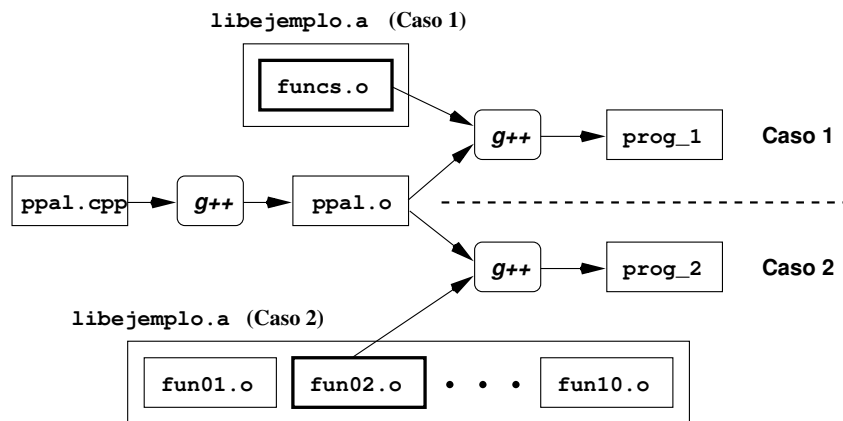 libejemplo.a (Caso 1)
funcs.o
g++
prog_1
Caso 1
ppal.cpp
g++
ppal.o
g++
prog_2
Caso 2
libejemplo.a (Caso 2)
fun01.o
fun02.o
• • •
fun10.o